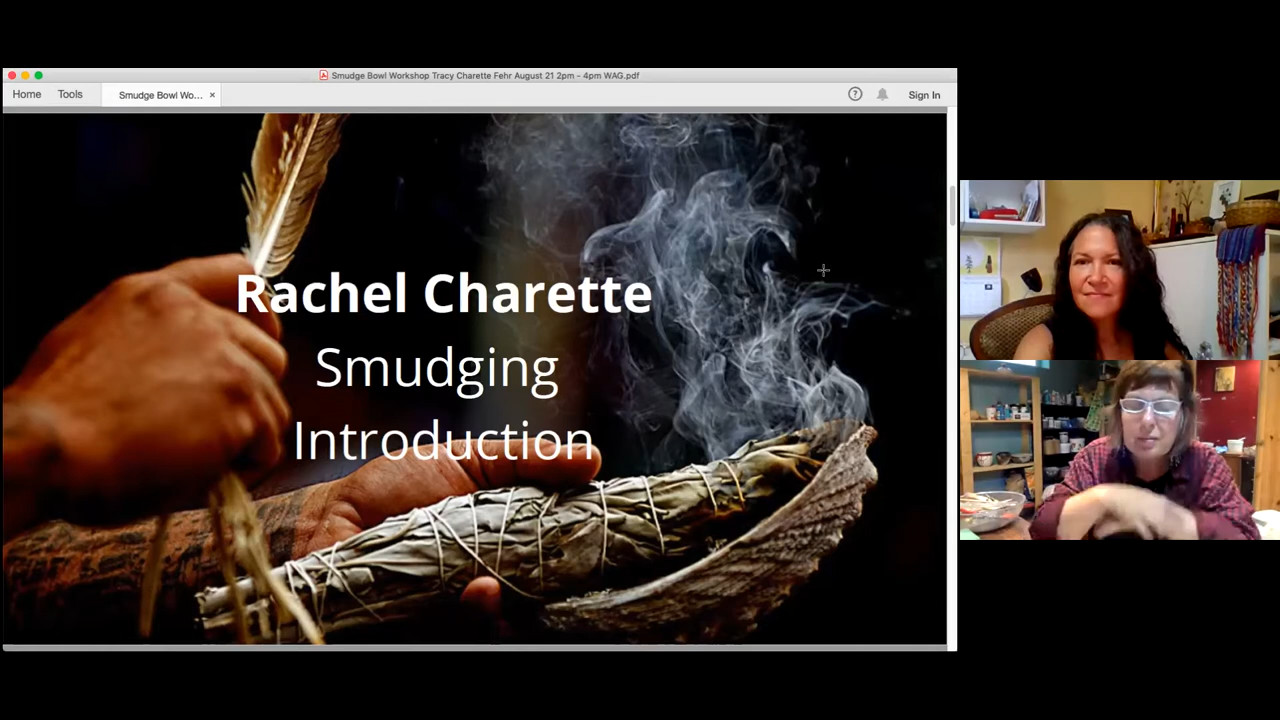 Smudge Bowl Workshop Tracy Charette Fehr August 21 2pm - 4pm WAG.pdf
Home Tools Smudge Bowl Wo... × ? Sign In
Rachel Charette
Smudging
Introduction